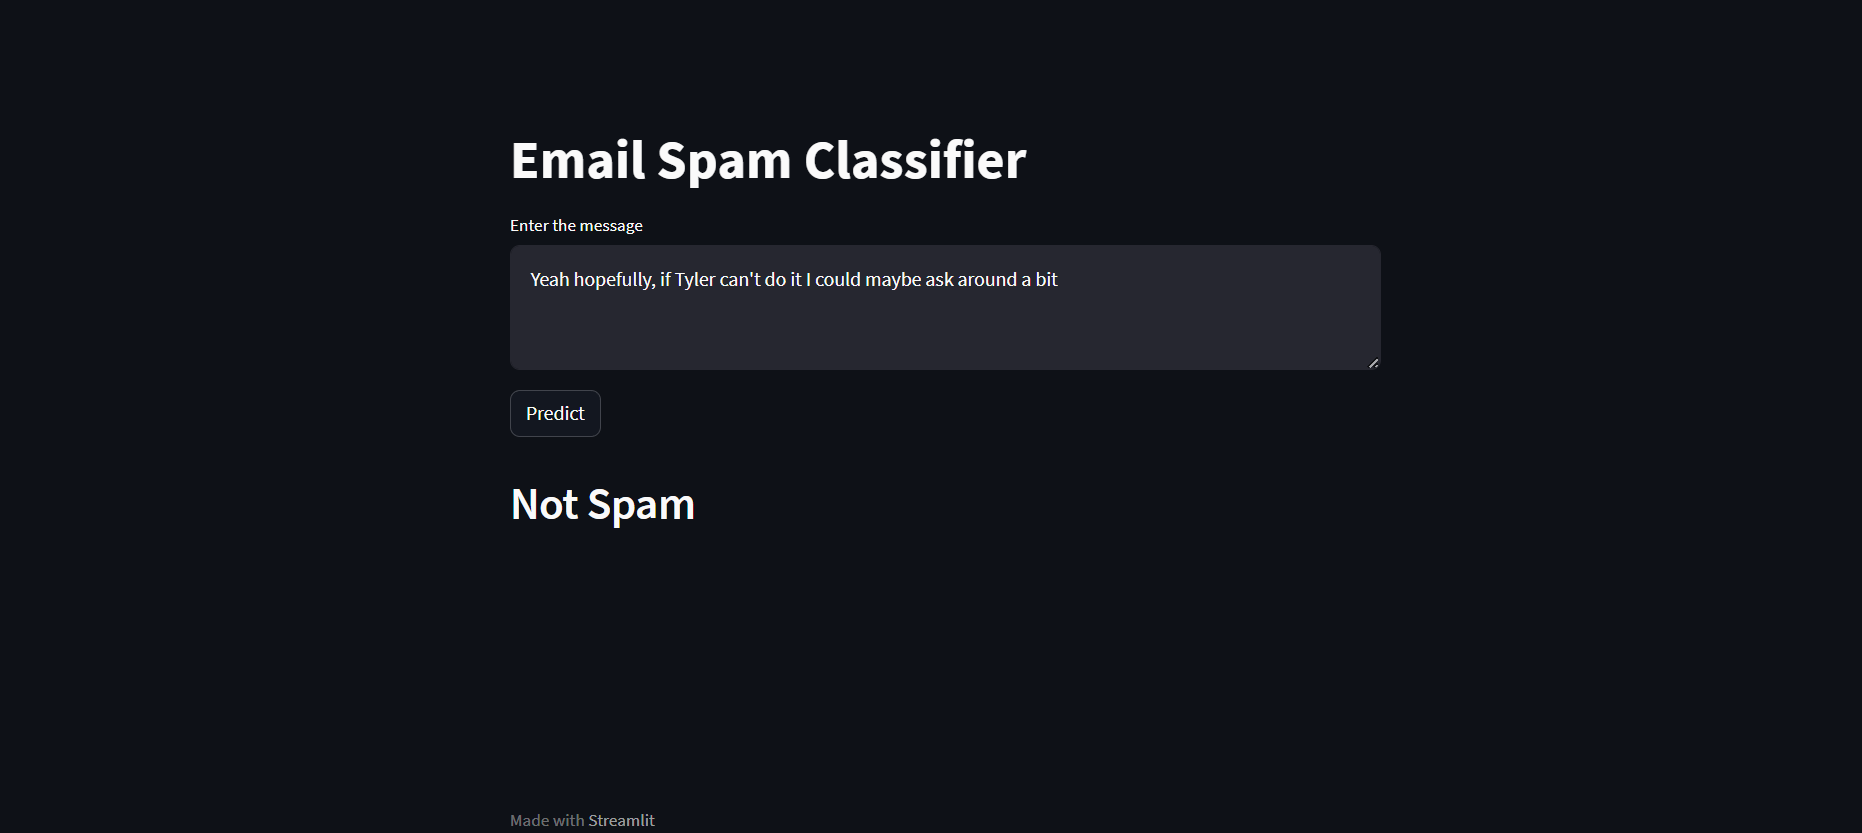 Email Spam Classifier
Enter the message
Yeah hopefully, if Tyler can't do it I could maybe ask around a bit
Predict
Not Spam
Made with Streamlit